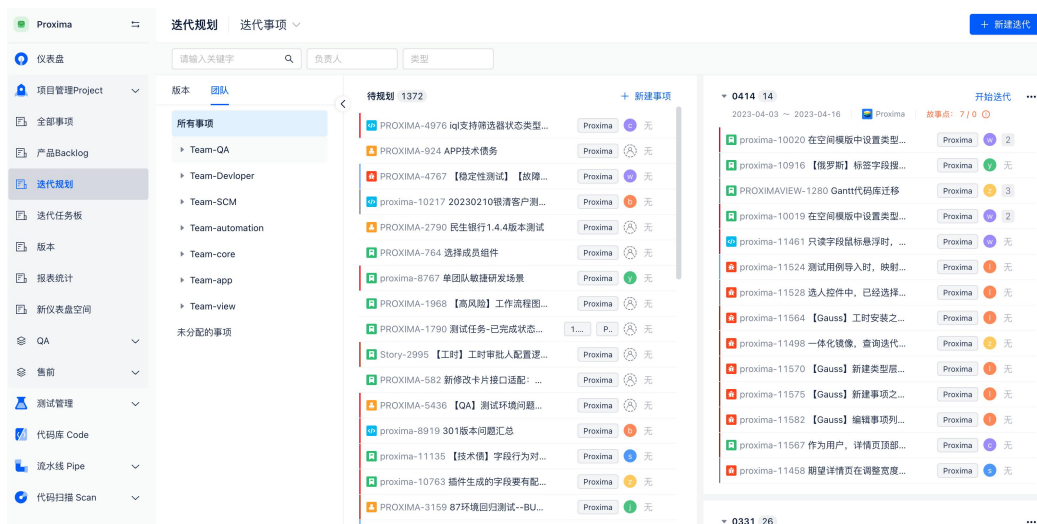 Proxima
仪表盘
项目管理Project
全部事项
产品Backlog
迭代规划
迭代任务板
版本
报表统计
新仪表盘空间
QA
售前
测试管理
代码库 Code
流水线 Pipe
代码扫描 Scan
迭代规划 迭代事项
+ 新建迭代
请输入关键字 负责人 类型
版本 团队
所有事项
Team-QA
Team-Devloper
Team-SCM
Team-automation
Team-core
Team-app
Team-view
未分配的事项
待规划 1372 + 新建事项
PROXIMA-4976 iql支持筛选器状态类型... Proxima c 无
PROXIMA-924 APP技术债务 Proxima 无
PROXIMA-4767 【稳定性测试】【故障... Proxima w 无
proxima-10217 20230210银清客户测... Proxima b 无
PROXIMA-2790 民生银行1.4.4版本测试 Proxima 无
PROXIMA-764 选择成员组件 Proxima 无
proxima-8767 单团队敏捷研发场景 Proxima y 无
PROXIMA-1968 【高风险】工作流程图... Proxima 无
PROXIMA-1790 测试任务-已完成状态... 1.... P.. 无
Story-2995 【工时】工时审批人配置逻... Proxima 无
PROXIMA-582 新修改卡片接口适配：... Proxima 无
PROXIMA-5436 【QA】测试环境问题... Proxima 无
proxima-8919 301版本问题汇总 Proxima b 无
proxima-11135 【技术债】字段行为对... Proxima s 无
proxima-10763 插件生成的字段要有配... Proxima z 无
PROXIMA-3159 87环境回归测试--BU... Proxima j 无
0414 14 开始迭代 ...
2023-04-03 ~ 2023-04-16 Proxima 故事点： 7 / 0
proxima-10020 在空间模版中设置类型... Proxima w 2
proxima-10916 【俄罗斯】标签字段搜... Proxima y 无
PROXIMAVIEW-1280 Gantt代码库迁移 Proxima z 3
proxima-10019 在空间模版中设置类型... Proxima w 2
proxima-11461 只读字段鼠标悬浮时，... Proxima w 无
proxima-11524 测试用例导入时，映射... Proxima l 无
proxima-11528 选人控件中，已经选择... Proxima l 无
proxima-11564 【Gauss】工时安装之... Proxima l 无
proxima-11498 一体化镜像，查询迭代... Proxima z 无
proxima-11570 【Gauss】新建类型层... Proxima l 无
proxima-11575 【Gauss】新建事项之... Proxima l 无
proxima-11582 【Gauss】编辑事项列... Proxima l 无
proxima-11567 作为用户，详情页顶部... Proxima c 无
proxima-11458 期望详情页在调整宽度... Proxima s 无
0331 26 ...